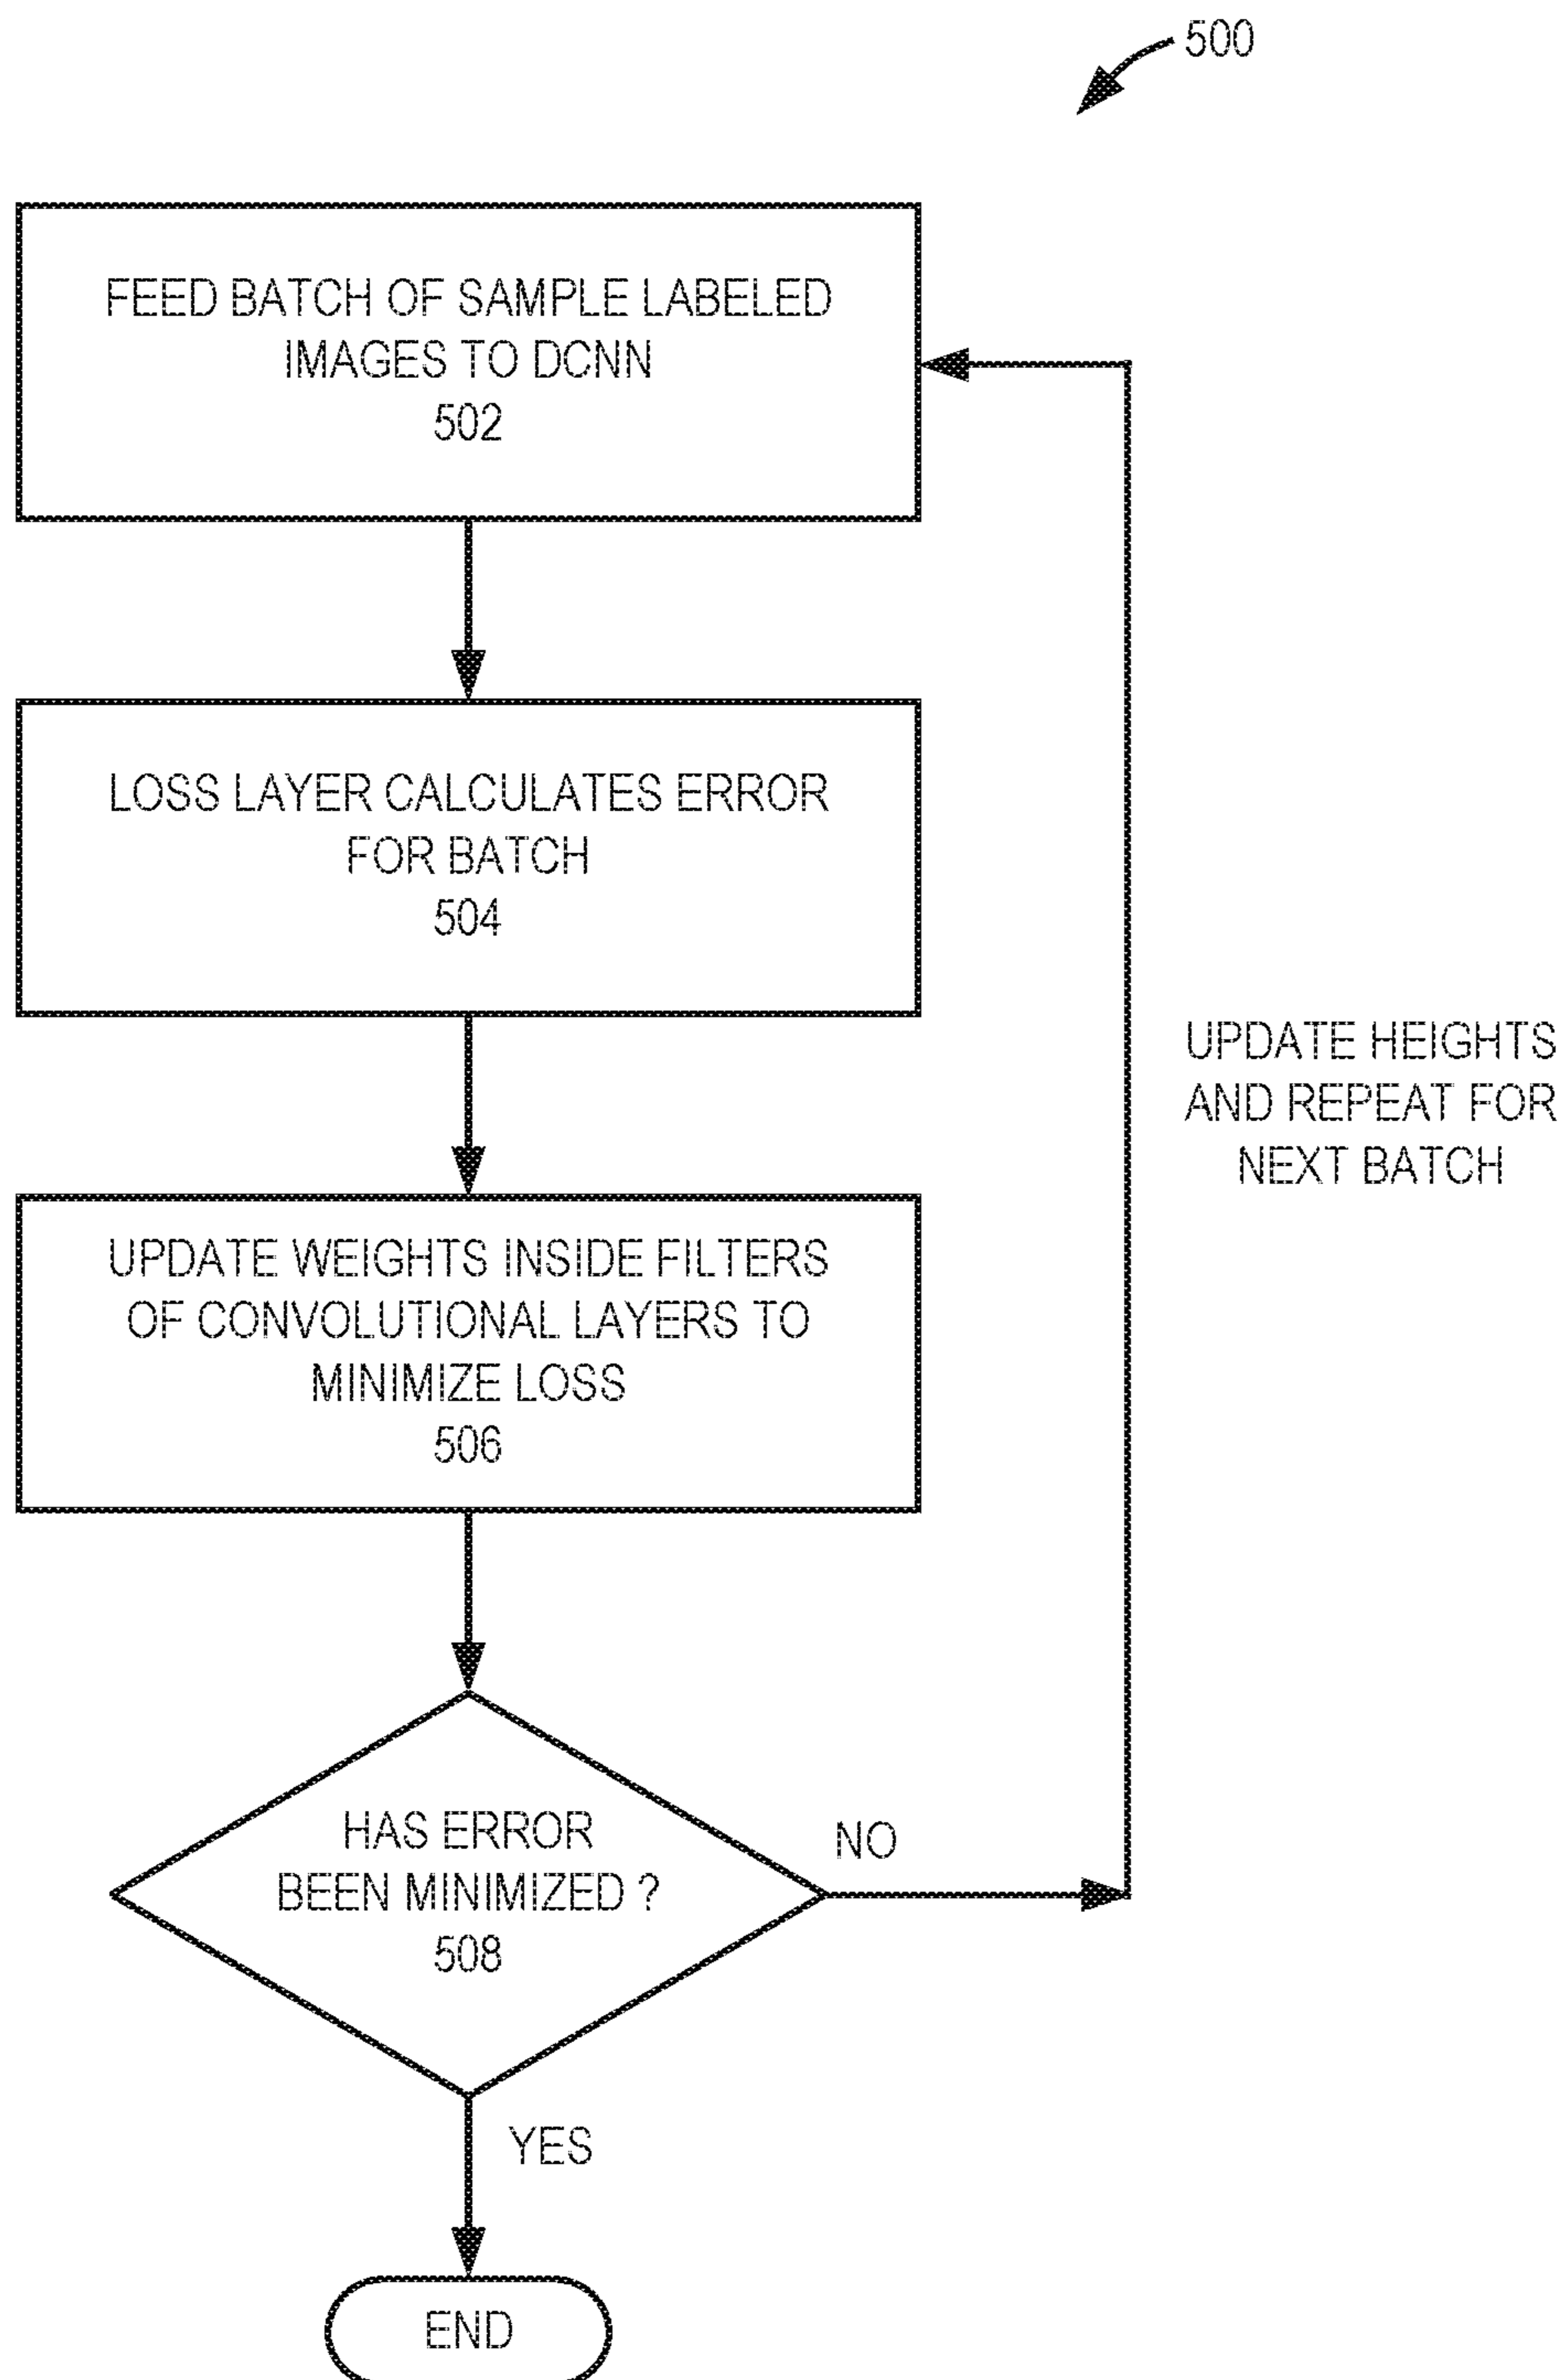 500
FEED BATCH OF SAMPLE LABELED
IMAGES TO DCNN
502
LOSS LAYER CALCULATES ERROR
FOR BATCH
504
UPDATE HEIGHTS
AND REPEAT FOR
NEXT BATCH
UPDATE WEIGHTS INSIDE FILTERS
OF CONVOLUTIONAL LAYERS TO
MINIMIZE LOSS
506
HAS ERROR
BEEN MINIMIZED ?
508
NO
YES
END